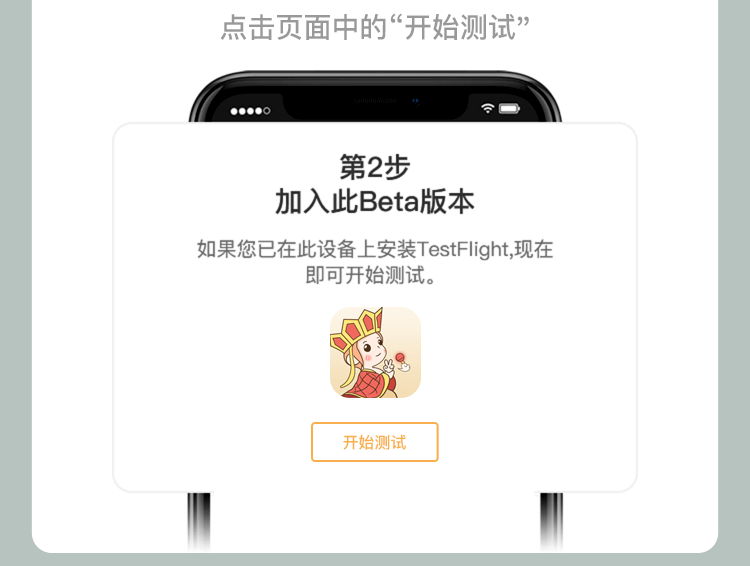 点击页面中的“开始测试”
第2步
加入此Beta版本
如果您已在此设备上安装TestFlight,现在
即可开始测试。
开始测试